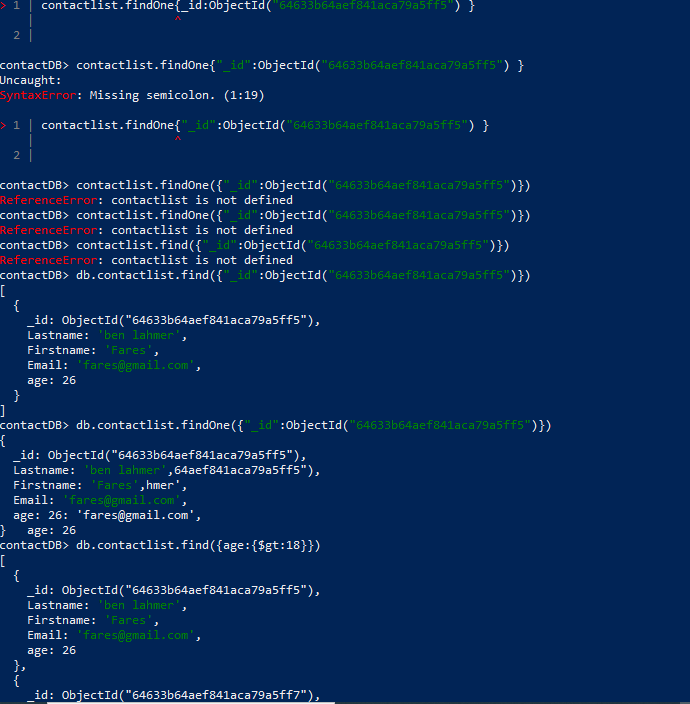 > 1 | contactlist.findOne{_id:ObjectId("64633b64aef841aca79a5ff5") }
| ^
2 |
contactDB> contactlist.findOne{"_id":ObjectId("64633b64aef841aca79a5ff5") }
Uncaught:
SyntaxError: Missing semicolon. (1:19)
> 1 | contactlist.findOne{"_id":ObjectId("64633b64aef841aca79a5ff5") }
| ^
2 |
contactDB> contactlist.findOne({"_id":ObjectId("64633b64aef841aca79a5ff5")})
ReferenceError: contactlist is not defined
contactDB> contactlist.findOne({"_id":ObjectId("64633b64aef841aca79a5ff5")})
ReferenceError: contactlist is not defined
contactDB> contactlist.find({"_id":ObjectId("64633b64aef841aca79a5ff5")})
ReferenceError: contactlist is not defined
contactDB> db.contactlist.find({"_id":ObjectId("64633b64aef841aca79a5ff5")})
[
{
_id: ObjectId("64633b64aef841aca79a5ff5"),
Lastname: 'ben lahmer',
Firstname: 'Fares',
Email: 'fares@gmail.com',
age: 26
}
]
contactDB> db.contactlist.findOne({"_id":ObjectId("64633b64aef841aca79a5ff5")})
{
_id: ObjectId("64633b64aef841aca79a5ff5"),
Lastname: 'ben lahmer',64aef841aca79a5ff5"),
Firstname: 'Fares',hmer',
Email: 'fares@gmail.com',
age: 26: 'fares@gmail.com',
} age: 26
contactDB> db.contactlist.find({age:{$gt:18}})
[
{
_id: ObjectId("64633b64aef841aca79a5ff5"),
Lastname: 'ben lahmer',
Firstname: 'Fares',
Email: 'fares@gmail.com',
age: 26
},
{
_id: ObjectId("64633b64aef841aca79a5ff7"),